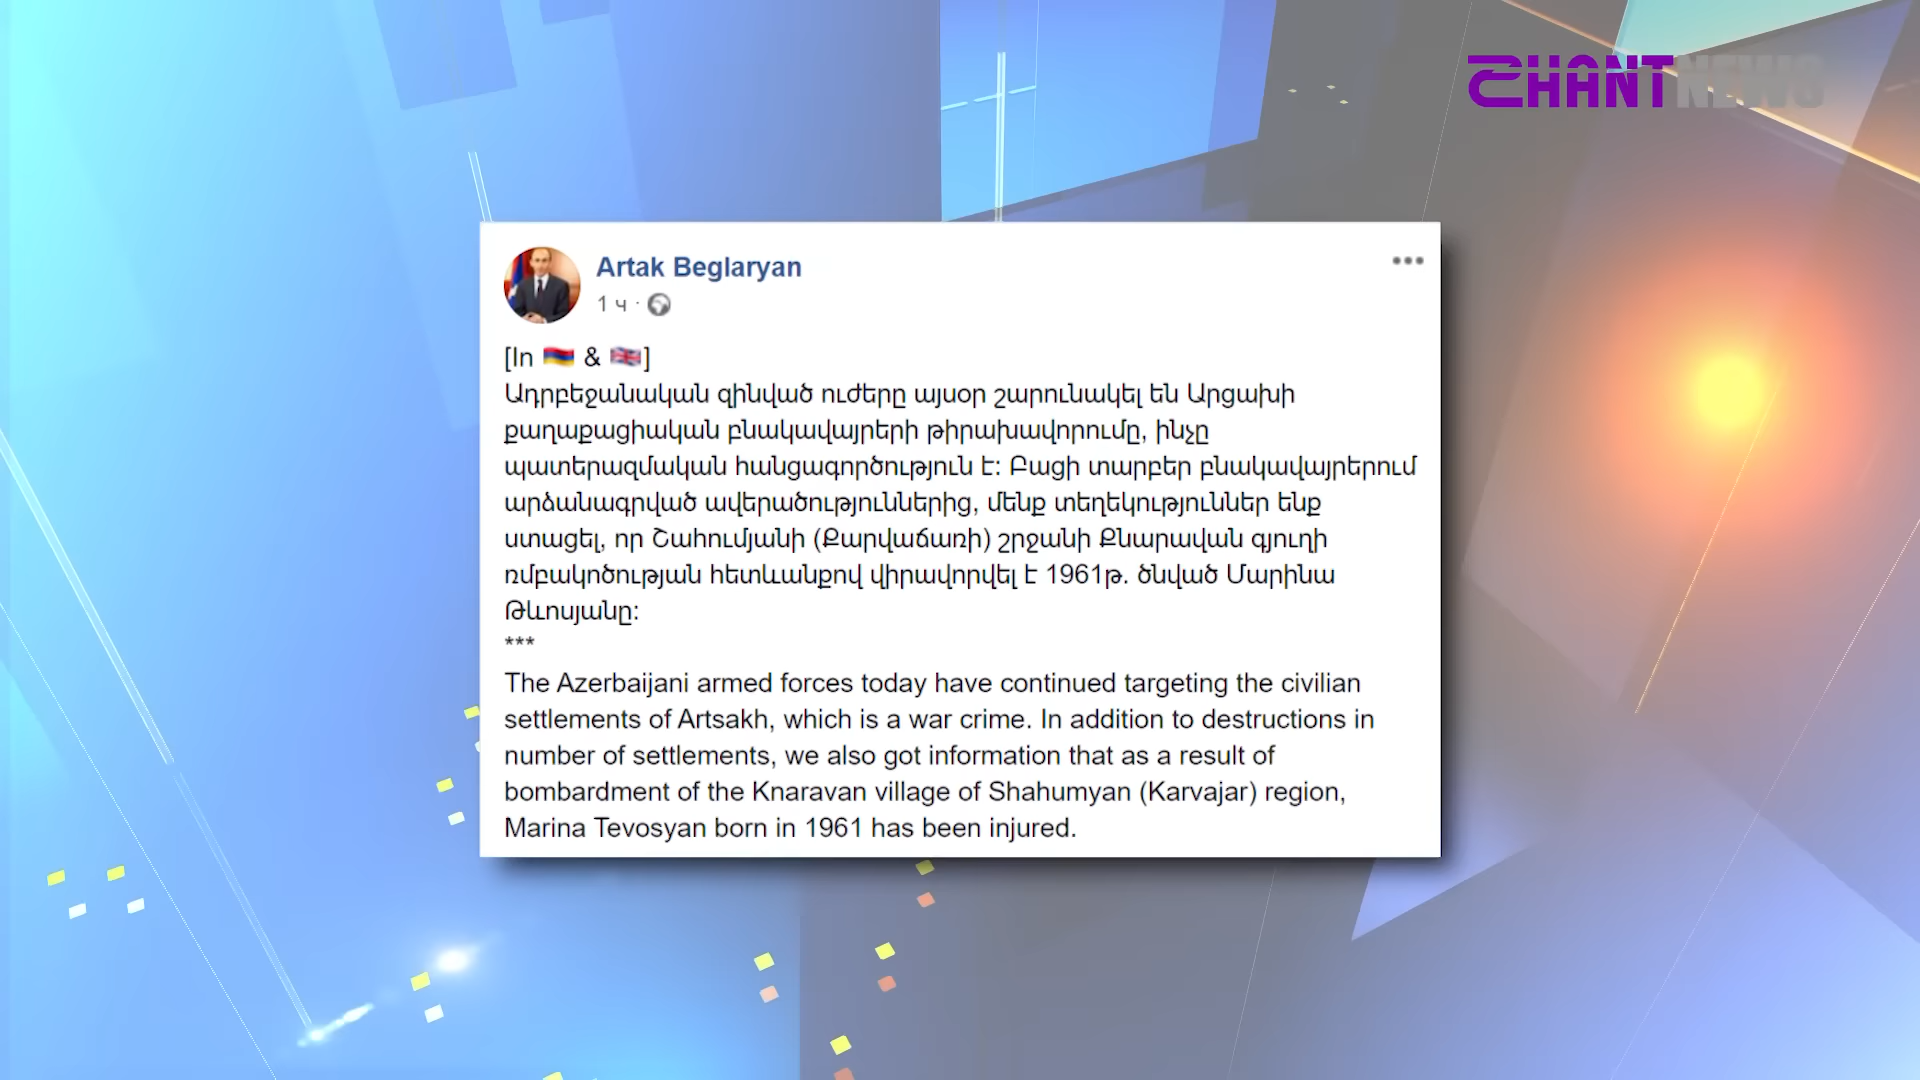 SHANTNEWS
Artak Beglaryan
1 ч ·
[In 🇦🇲 & 🇬🇧]
Ադրբեջանական զինված ուժերը այսօր շարունակել են Արցախի
քաղաքացիական բնակավայրերի թիրախավորումը, ինչը
պատերազմական հանցագործություն է: Բացի տարբեր բնակավայրերում
արձանագրված ավերածություններից, մենք տեղեկություններ ենք
ստացել, որ Շահումյանի (Քարվաճառի) շրջանի Քնարավան գյուղի
ռմբակոծության հետևանքով վիրավորվել է 1961թ. ծնված Մարինա
Թևոսյանը:
***
The Azerbaijani armed forces today have continued targeting the civilian
settlements of Artsakh, which is a war crime. In addition to destructions in
number of settlements, we also got information that as a result of
bombardment of the Knaravan village of Shahumyan (Karvajar) region,
Marina Tevosyan born in 1961 has been injured.